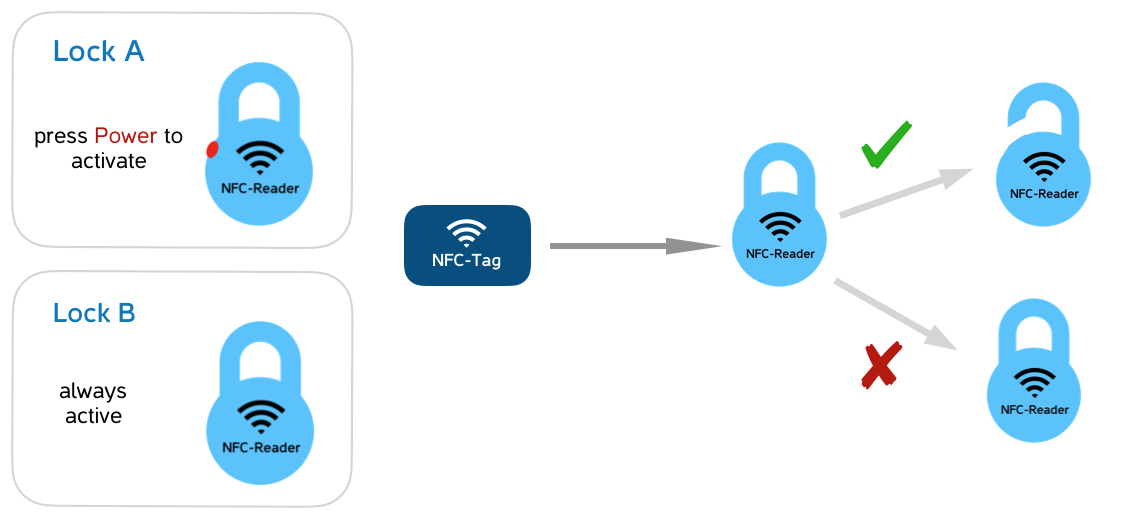 Lock A
press Power to
activate
NFC-Reader
Lock B
always
active
NFC-Reader
NFC-Tag
NFC-Reader
NFC-Reader
NFC-Reader